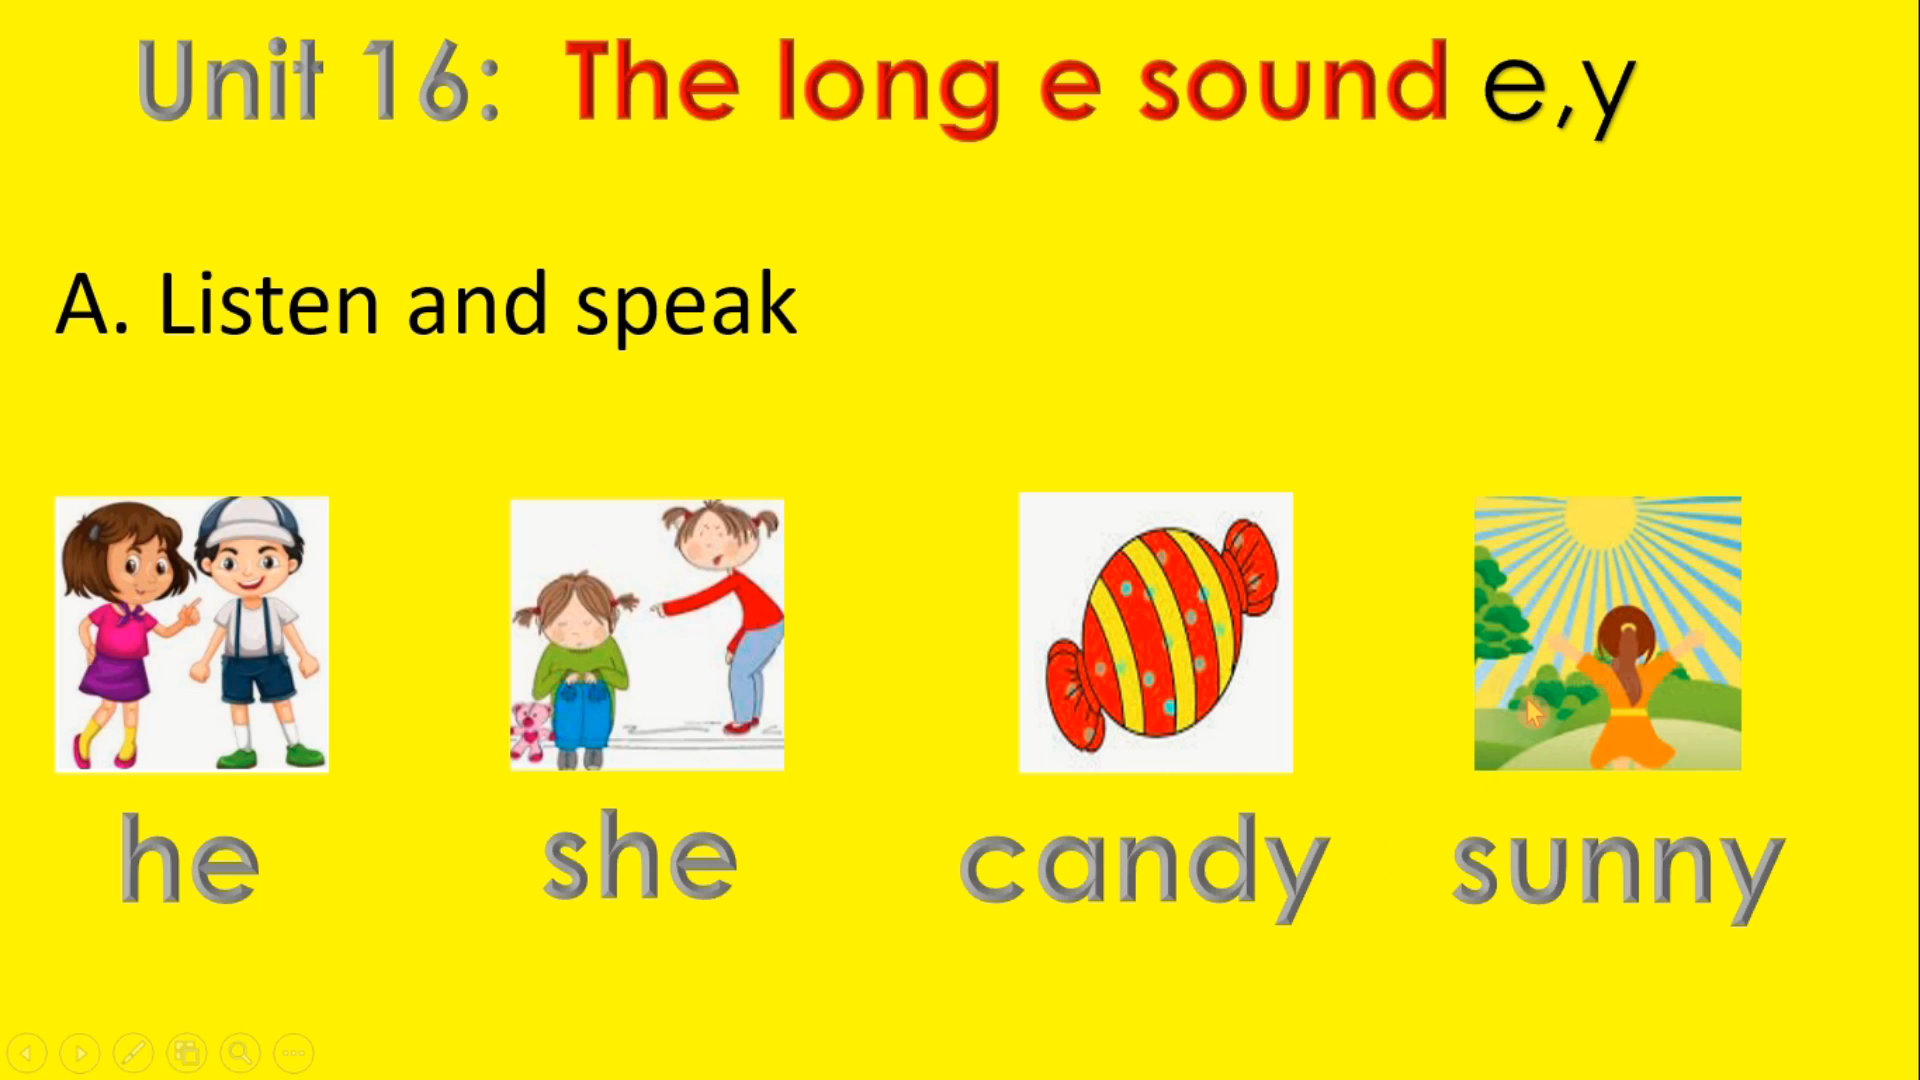 Unit 16: The long e sound e,y
A. Listen and speak
he she candy sunny